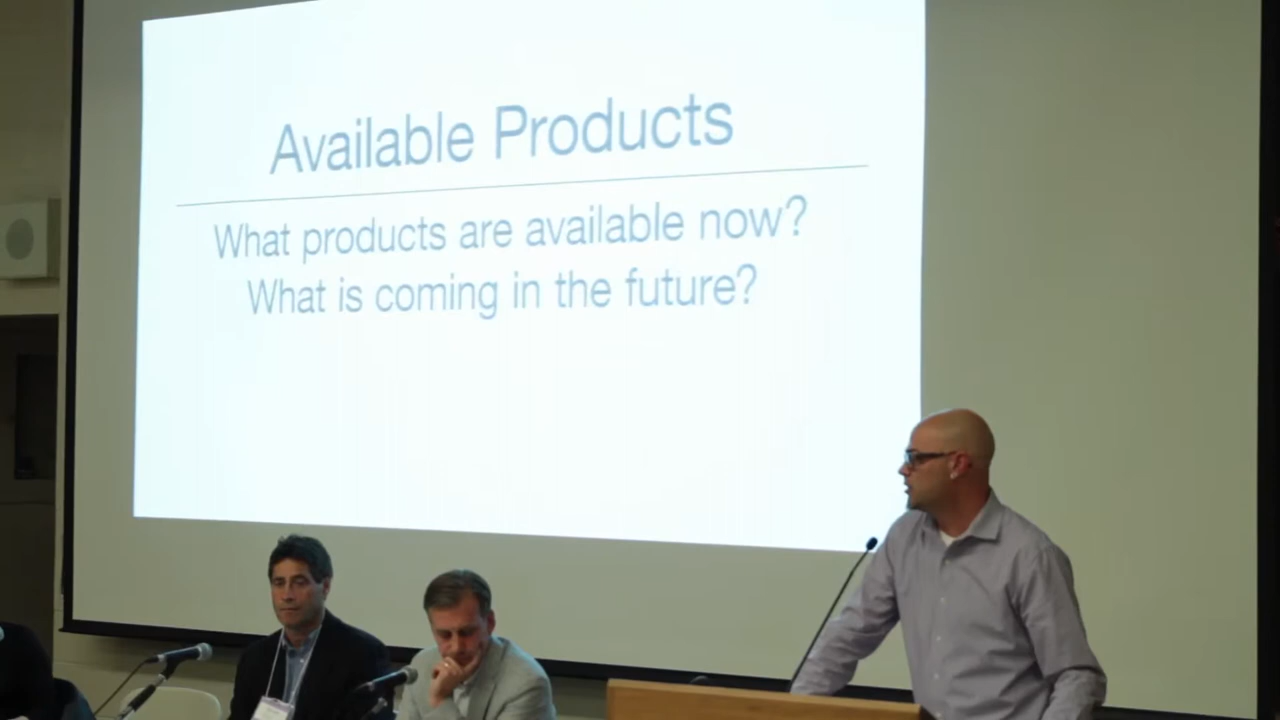 Available Products
What products are available now?
What is coming in the future?